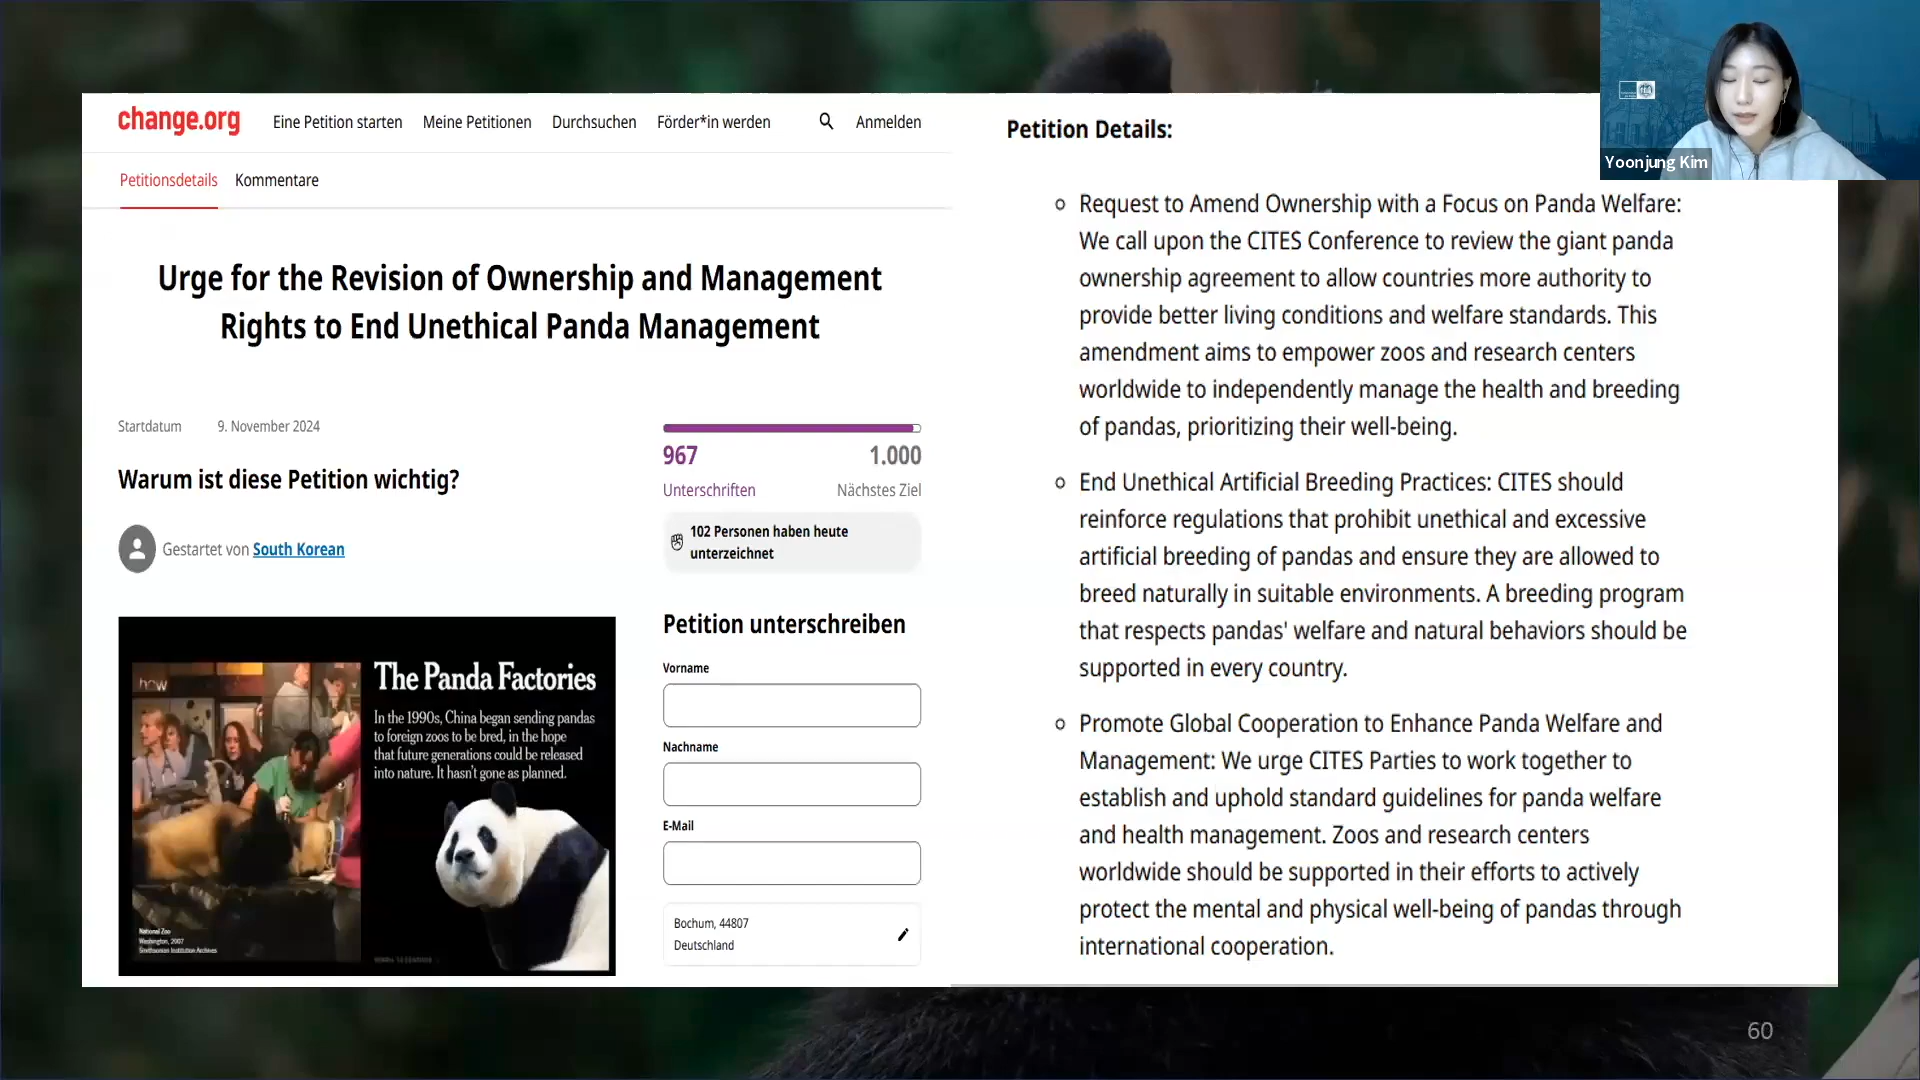 change.org
Eine Petition starten
Meine Petitionen
Durchsuchen
Förder*in werden
Anmelden
Petitionsdetails
Kommentare
Urge for the Revision of Ownership and Management
Rights to End Unethical Panda Management
Startdatum
9. November 2024
967
1.000
Unterschriften
Nächstes Ziel
102 Personen haben heute
unterzeichnet
Warum ist diese Petition wichtig?
Gestartet von South Korean
The Panda Factories
In the 1990s, China began sending pandas
to foreign zoos to be bred, in the hope
that future generations could be released
into nature. It hasn't gone as planned.
National Zoo
Washington, 2007
Smithsonian Institution Archives
Petition unterschreiben
Vorname
Nachname
E-Mail
Bochum, 44807
Deutschland
Petition Details:
Request to Amend Ownership with a Focus on Panda Welfare:
We call upon the CITES Conference to review the giant panda
ownership agreement to allow countries more authority to
provide better living conditions and welfare standards. This
amendment aims to empower zoos and research centers
worldwide to independently manage the health and breeding
of pandas, prioritizing their well-being.
End Unethical Artificial Breeding Practices: CITES should
reinforce regulations that prohibit unethical and excessive
artificial breeding of pandas and ensure they are allowed to
breed naturally in suitable environments. A breeding program
that respects pandas' welfare and natural behaviors should be
supported in every country.
Promote Global Cooperation to Enhance Panda Welfare and
Management: We urge CITES Parties to work together to
establish and uphold standard guidelines for panda welfare
and health management. Zoos and research centers
worldwide should be supported in their efforts to actively
protect the mental and physical well-being of pandas through
international cooperation.
Yoonjung Kim
60